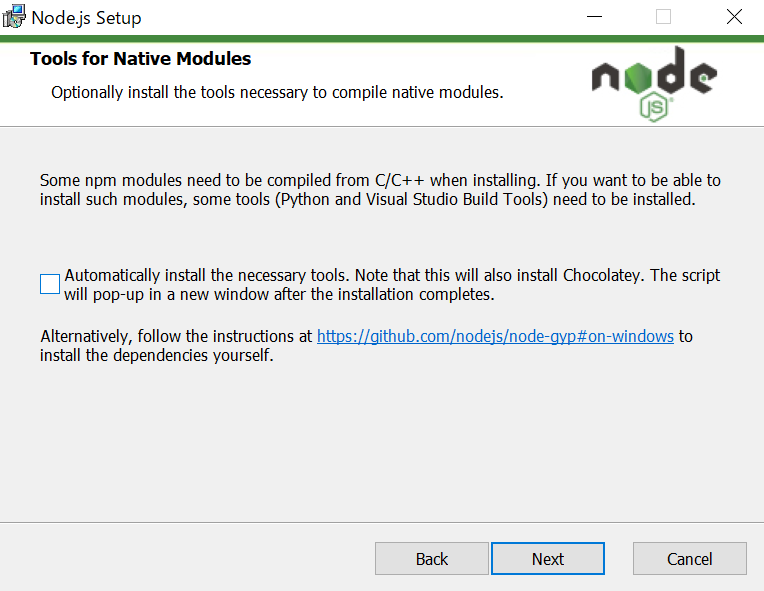 Node.js Setup
Tools for Native Modules
Optionally install the tools necessary to compile native modules.
node
JS
Some npm modules need to be compiled from C/C++ when installing. If you want to be able to
install such modules, some tools (Python and Visual Studio Build Tools) need to be installed.
Automatically install the necessary tools. Note that this will also install Chocolatey. The script
will pop-up in a new window after the installation completes.
Alternatively, follow the instructions at https://github.com/nodejs/node-gyp#on-windows to
install the dependencies yourself.
Back
Next
Cancel